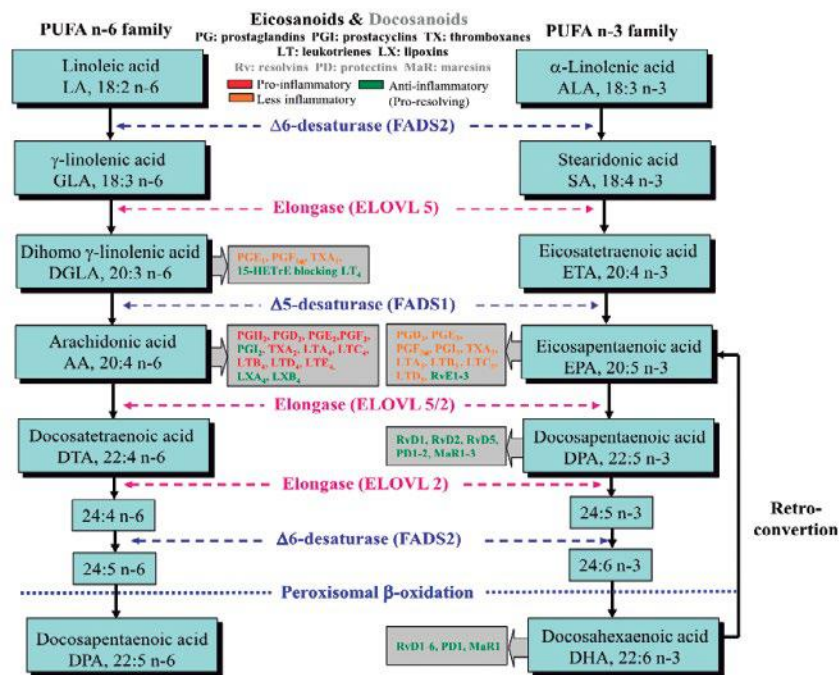 PUFA n-6 family
Eicosanoids & Docosanoids
PG: prostaglandins PGI: prostacyclins TX: thromboxanes
LT: leukotrienes LX: lipoxins
Rv: resolvins PD: protectins MaR: maresins
Pro-inflammatory
Anti-inflammatory
Less inflammatory
(Pro-resolving)
PUFA n-3 family
Linoleic acid
LA, 18:2 n-6
α-Linolenic acid
ALA, 18:3 n-3
Δ6-desaturase (FADS2)
γ-linolenic acid
GLA, 18:3 n-6
Stearidonic acid
SA, 18:4 n-3
Elongase (ELOVL 5)
Dihomo γ-linolenic acid
DGLA, 20:3 n-6
PGE₁, PGF₁α, TXA₁,
15-HETrE blocking LT₄
Eicosatetraenoic acid
ETA, 20:4 n-3
Δ5-desaturase (FADS1)
Arachidonic acid
AA, 20:4 n-6
PGH₂, PGD₂, PGE₂, PGF₂,
PGI₂, TXA₂, LTA₄, LTC₄,
LTB₄, LTD₄, LTE₄,
LXA₄, LXB₄
PGD₃, PGE₃,
PGF₃α, PGI₃, TXA₃,
LTA₅, LTB₅, LTC₅,
LTD₅, RvE1-3
Eicosapentaenoic acid
EPA, 20:5 n-3
Elongase (ELOVL 5/2)
Docosatetraenoic acid
DTA, 22:4 n-6
RvD1, RvD2, RvD5,
PD1-2, MaR1-3
Docosapentaenoic acid
DPA, 22:5 n-3
Elongase (ELOVL 2)
24:4 n-6
24:5 n-3
Retro-
convertion
Δ6-desaturase (FADS2)
24:5 n-6
24:6 n-3
Peroxisomal β-oxidation
Docosapentaenoic acid
DPA, 22:5 n-6
RvD1 6, PD1, MaR1
Docosahexaenoic acid
DHA, 22:6 n-3